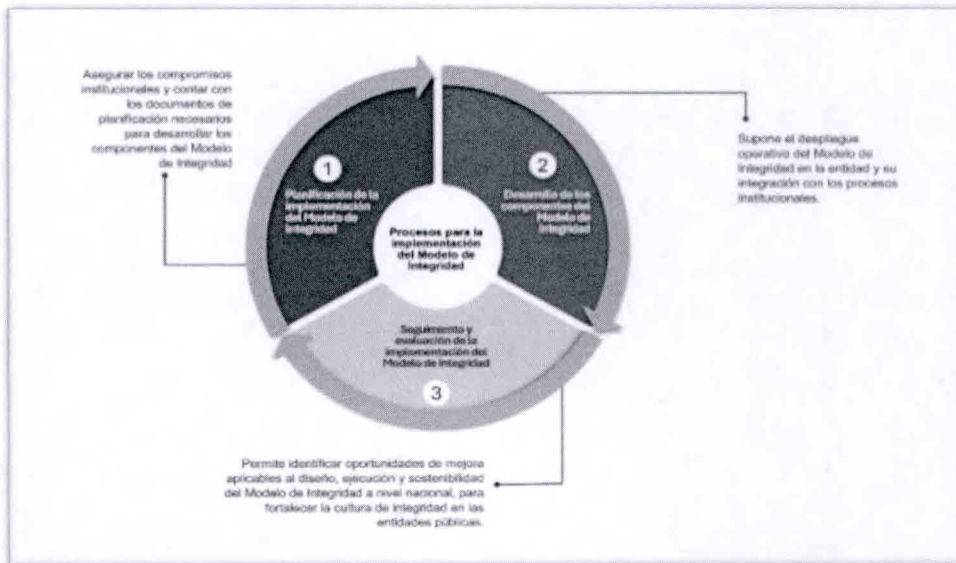 Asegurar los compromisos
institucionales y contar con
los documentos de
planificación necesarios
para desarrollar los
componentes del Modelo
de Integridad
1
Planificación de la
implementación
del Modelo de
Integridad
2
Desarrollo de los
componentes del
Modelo de
Integridad
Supone el despliegue
operativo del Modelo de
Integridad en la entidad y su
integración con los procesos
institucionales.
Procesos para la
implementación
del Modelo de
Integridad
Seguimiento y
evaluación de la
implementación del
Modelo de Integridad
3
Permite identificar oportunidades de mejora
aplicables al diseño, ejecución y sostenibilidad
del Modelo de Integridad a nivel nacional, para
fortalecer la cultura de integridad en las
entidades públicas.